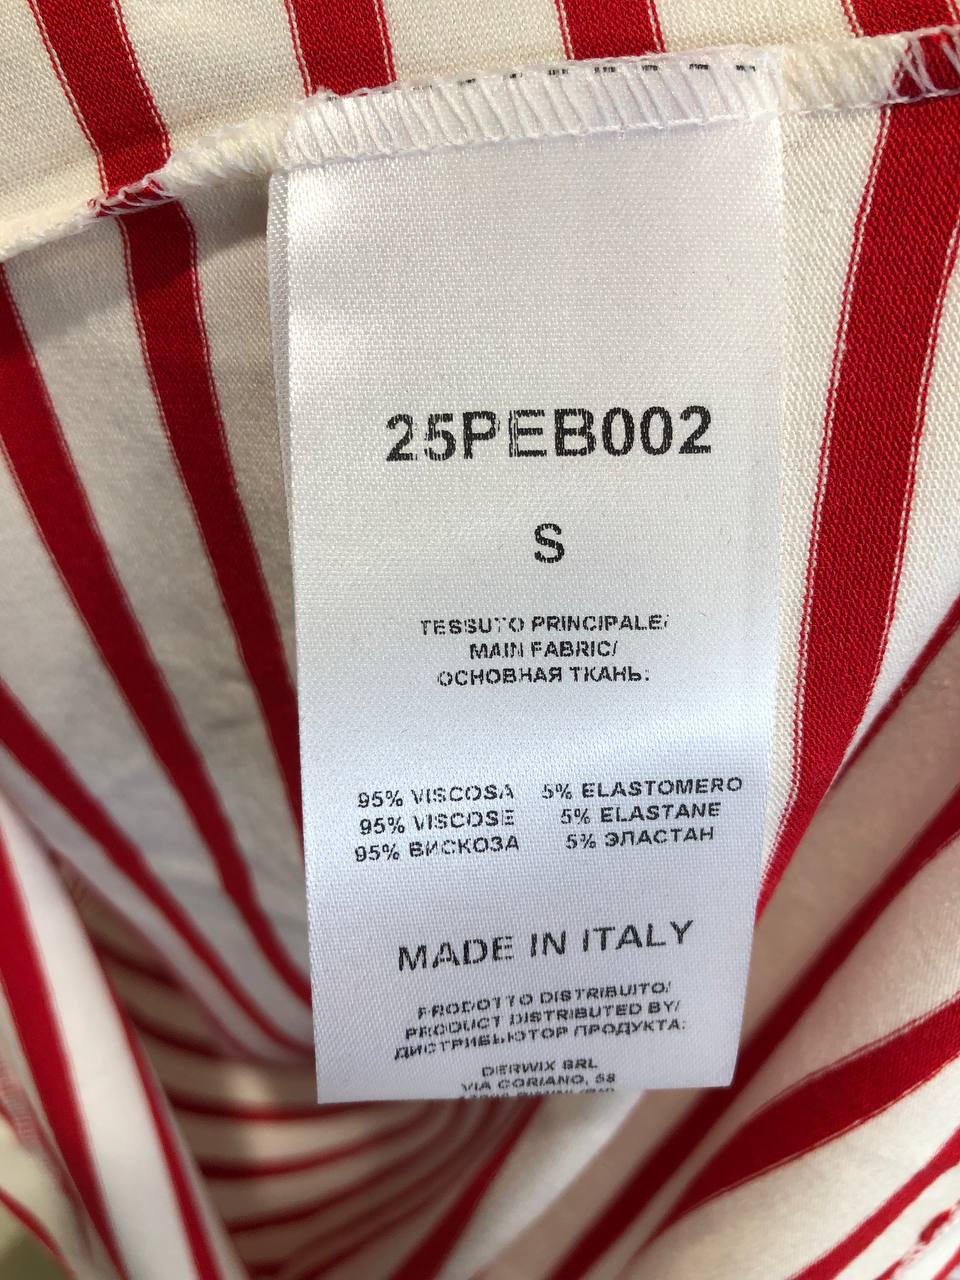 25PEB002
S
TESSUTO PRINCIPALE/
MAIN FABRIC/
ОСНОВНАЯ ТКАНЬ:
95% VISCOSA 5% ELASTOMERO
95% VISCOSE 5% ELASTANE
95% ВИСКОЗА 5% ЭЛАСТАН
MADE IN ITALY
PRODOTTO DISTRIBUITO/
PRODUCT DISTRIBUTED BY/
ДИСТРИБЬЮТОР ПРОДУКТА:
DERWIX SRL
VIA CORIANO, 58